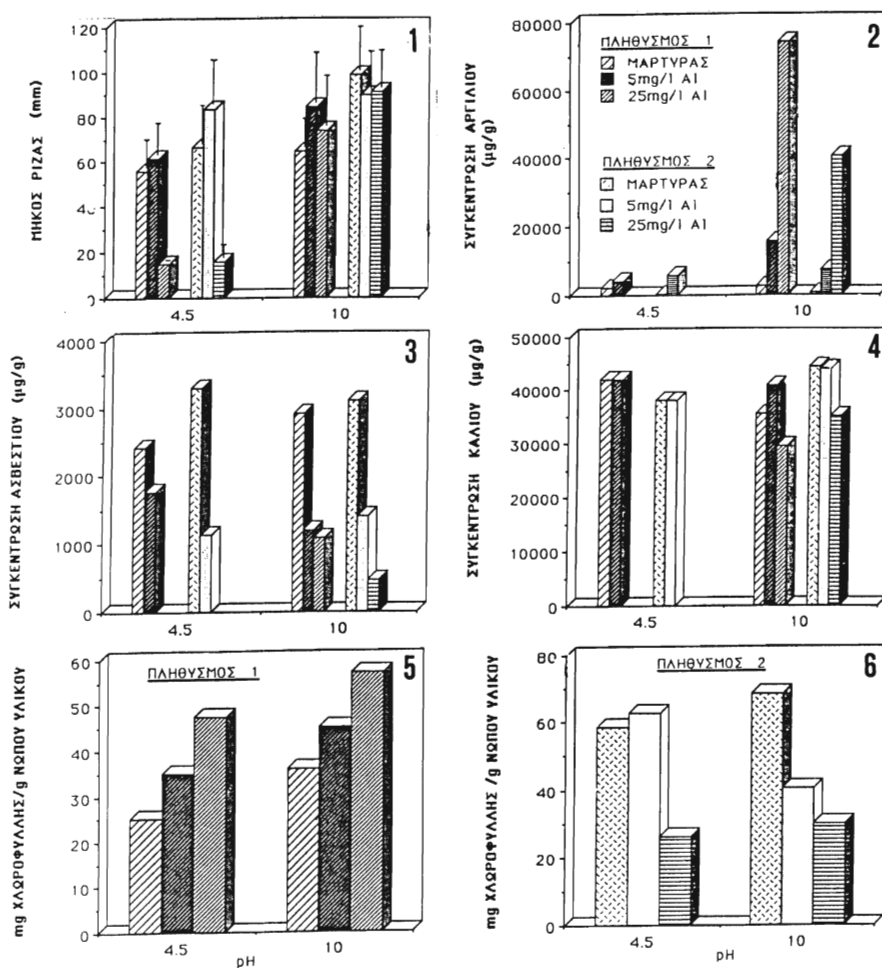 1
ΜΗΚΟΣ ΡΙΖΑΣ (mm)
120
100
80
60
40
20
4.5
10
2
ΣΥΓΚΕΝΤΡΩΣΗ ΑΡΓΙΛΙΟΥ
(μg/g)
80000
60000
40000
20000
0
ΠΛΗΘΥΣΜΟΣ 1
ΜΑΡΤΥΡΑΣ
5mg/l Al
25mg/l Al
ΠΛΗΘΥΣΜΟΣ 2
ΜΑΡΤΥΡΑΣ
5mg/l Al
25mg/l Al
4.5
10
3
ΣΥΓΚΕΝΤΡΩΣΗ ΑΣΒΕΣΤΙΟΥ (μg/g)
4000
3000
2000
1000
0
4.5
10
4
ΣΥΓΚΕΝΤΡΩΣΗ ΚΑΛΙΟΥ (μg/g)
50000
40000
30000
20000
10000
0
4.5
10
5
ΠΛΗΘΥΣΜΟΣ 1
mg ΧΛΩΡΟΦΥΛΛΗΣ/g ΝΩΠΟΥ ΥΛΙΚΟΥ
60
50
40
30
20
10
0
4.5
10
pH
6
ΠΛΗΘΥΣΜΟΣ 2
mg ΧΛΩΡΟΦΥΛΛΗΣ /g ΝΩΠΟΥ ΥΛΙΚΟΥ
80
60
40
20
0
4.5
10
pH